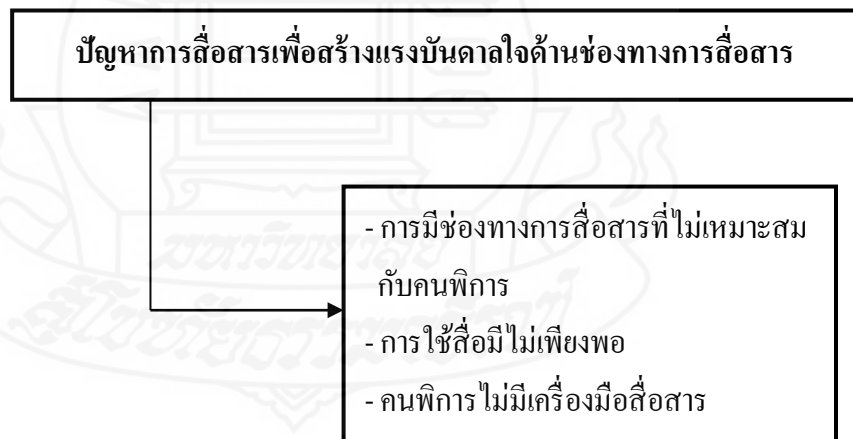 ปัญหาการสื่อสารเพื่อสร้างแรงบันดาลใจด้านช่องทางการสื่อสาร
- การมีช่องทางการสื่อสารที่ไม่เหมาะสม
กับคนพิการ
- การใช้สื่อมีไม่เพียงพอ
- คนพิการไม่มีเครื่องมือสื่อสาร